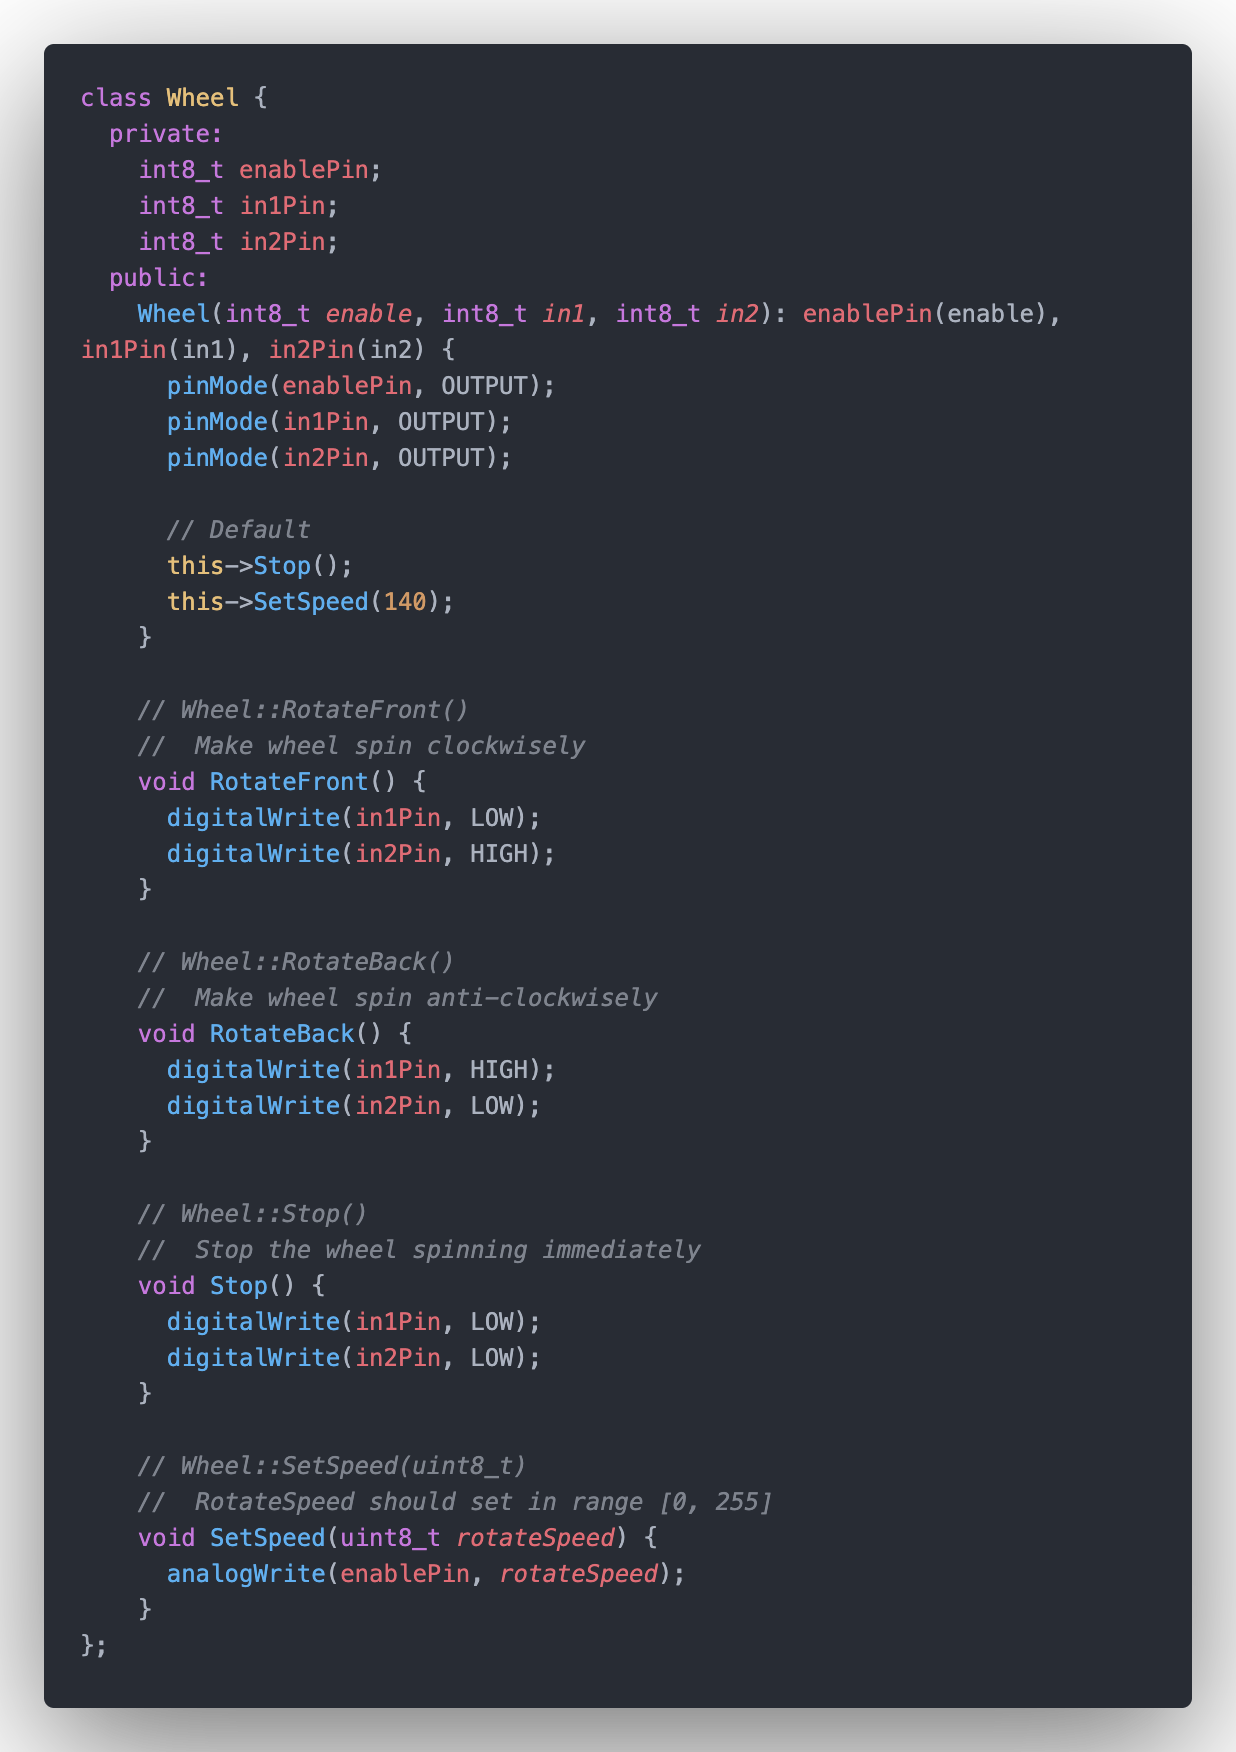 class Wheel {
  private:
    int8_t enablePin;
    int8_t in1Pin;
    int8_t in2Pin;
  public:
    Wheel(int8_t enable, int8_t in1, int8_t in2): enablePin(enable),
in1Pin(in1), in2Pin(in2) {
      pinMode(enablePin, OUTPUT);
      pinMode(in1Pin, OUTPUT);
      pinMode(in2Pin, OUTPUT);

      // Default
      this->Stop();
      this->SetSpeed(140);
    }

    // Wheel::RotateFront()
    //  Make wheel spin clockwisely
    void RotateFront() {
      digitalWrite(in1Pin, LOW);
      digitalWrite(in2Pin, HIGH);
    }

    // Wheel::RotateBack()
    //  Make wheel spin anti-clockwisely
    void RotateBack() {
      digitalWrite(in1Pin, HIGH);
      digitalWrite(in2Pin, LOW);
    }

    // Wheel::Stop()
    //  Stop the wheel spinning immediately
    void Stop() {
      digitalWrite(in1Pin, LOW);
      digitalWrite(in2Pin, LOW);
    }

    // Wheel::SetSpeed(uint8_t)
    //  RotateSpeed should set in range [0, 255]
    void SetSpeed(uint8_t rotateSpeed) {
      analogWrite(enablePin, rotateSpeed);
    }
};